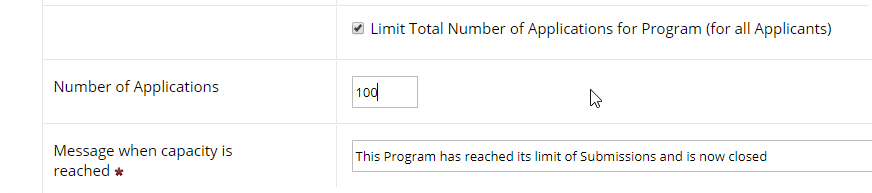 Limit Total Number of Applications for Program (for all Applicants)
Number of Applications
100
Message when capacity is
reached *
This Program has reached its limit of Submissions and is now closed